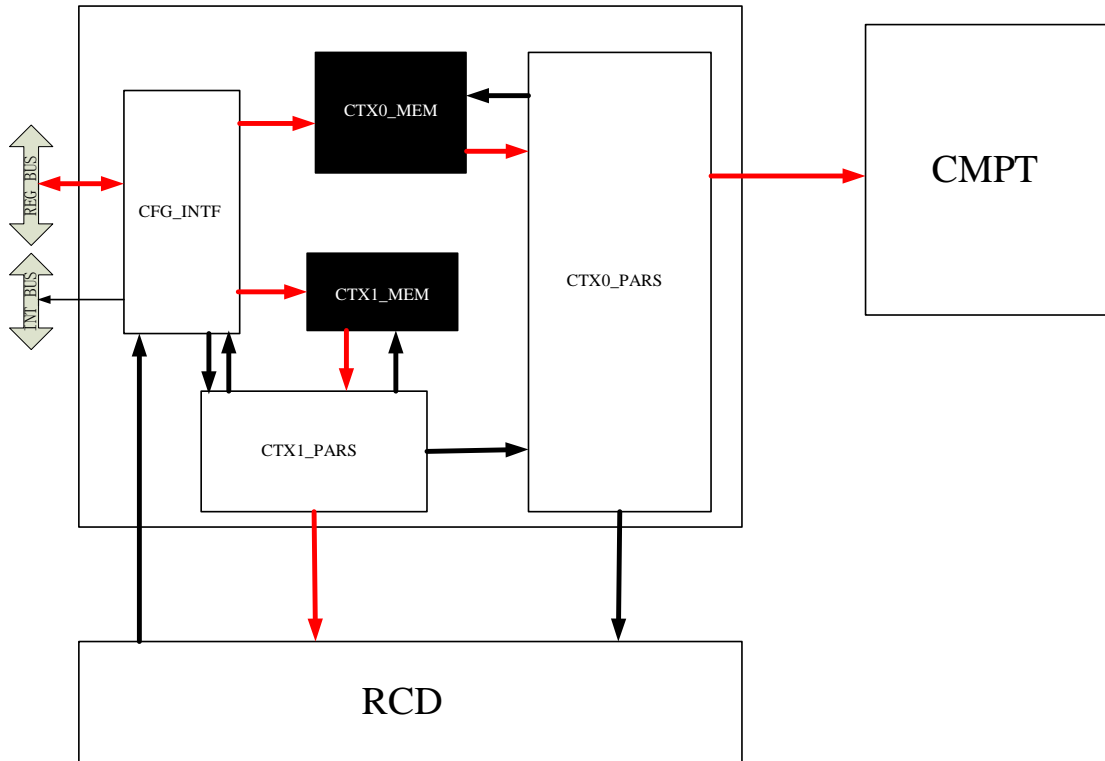 CTX0_MEM
CMPT
REG_BUS
CFG_INTF
CTX0_PARS
INT_BUS
CTX1_MEM
CTX1_PARS
RCD